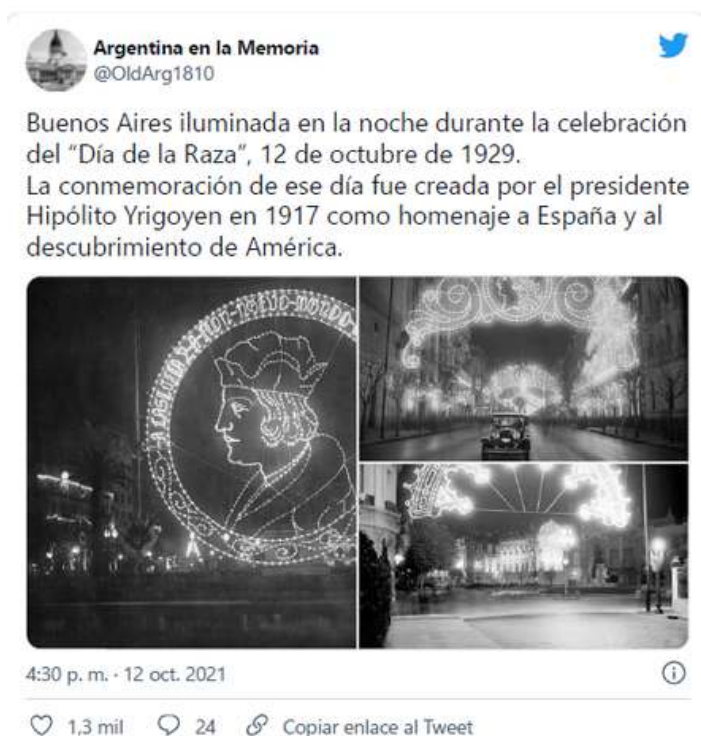 Argentina en la Memoria
@OldArg1810
Buenos Aires iluminada en la noche durante la celebración
del “Día de la Raza”, 12 de octubre de 1929.
La conmemoración de ese día fue creada por el presidente
Hipólito Yrigoyen en 1917 como homenaje a España y al
descubrimiento de América.
4:30 p. m. · 12 oct. 2021
1,3 mil 24 Copiar enlace al Tweet